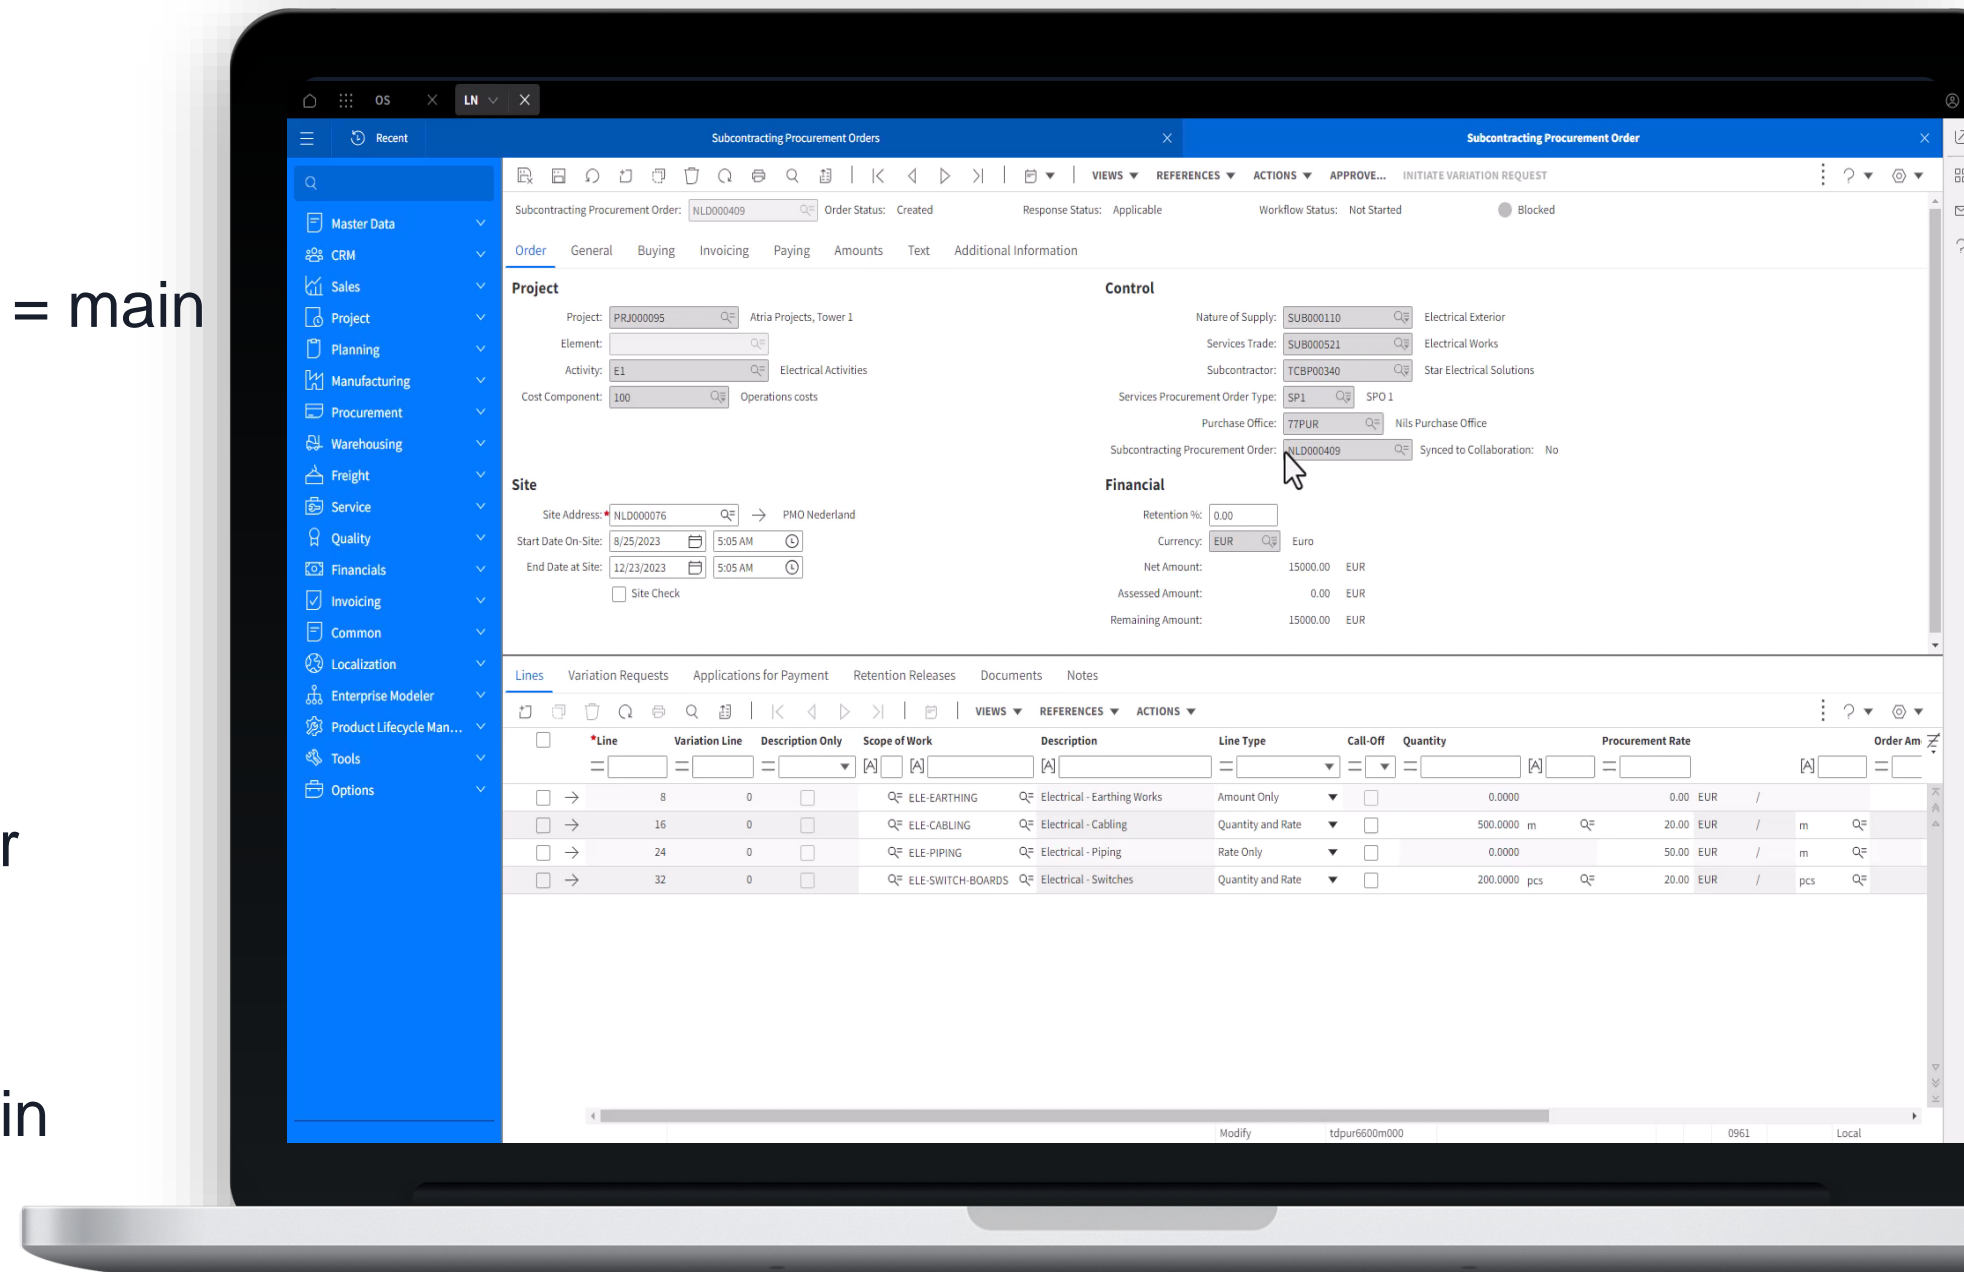 = main
r
in
OS
LN
Recent
Subcontracting Procurement Orders
Subcontracting Procurement Order
VIEWS
REFERENCES
ACTIONS
APPROVE...
INITIATE VARIATION REQUEST
Master Data
CRM
Sales
Project
Planning
Manufacturing
Procurement
Warehousing
Freight
Service
Quality
Financials
Invoicing
Common
Localization
Enterprise Modeler
Product Lifecycle Man...
Tools
Options
Subcontracting Procurement Order: NLD000409 Order Status: Created Response Status: Applicable Workflow Status: Not Started Blocked
Order General Buying Invoicing Paying Amounts Text Additional Information
Project
Project: PRJ000095 Atria Projects, Tower 1
Element:
Activity: E1 Electrical Activities
Cost Component: 100 Operations costs
Control
Nature of Supply: SUB000110 Electrical Exterior
Services Trade: SUB000521 Electrical Works
Subcontractor: TCBP00340 Star Electrical Solutions
Services Procurement Order Type: SP1 SPO 1
Purchase Office: 77PUR Nils Purchase Office
Subcontracting Procurement Order: NLD000409 Synced to Collaboration: No
Site
Site Address:* NLD000076 PMO Nederland
Start Date On-Site: 8/25/2023 5:05 AM
End Date at Site: 12/23/2023 5:05 AM
Site Check
Financial
Retention %: 0.00
Currency: EUR Euro
Net Amount: 15000.00 EUR
Assessed Amount: 0.00 EUR
Remaining Amount: 15000.00 EUR
Lines Variation Requests Applications for Payment Retention Releases Documents Notes
VIEWS REFERENCES ACTIONS
*Line Variation Line Description Only Scope of Work Description Line Type Call-Off Quantity Procurement Rate Order Am
8 0 ELE-EARTHING Electrical - Earthing Works Amount Only 0.0000 0.00 EUR /
16 0 ELE-CABLING Electrical - Cabling Quantity and Rate 500.0000 m 20.00 EUR / m
24 0 ELE-PIPING Electrical - Piping Rate Only 0.0000 50.00 EUR / m
32 0 ELE-SWITCH-BOARDS Electrical - Switches Quantity and Rate 200.0000 pcs 20.00 EUR / pcs
Modify tdpur6600m000 0961 Local